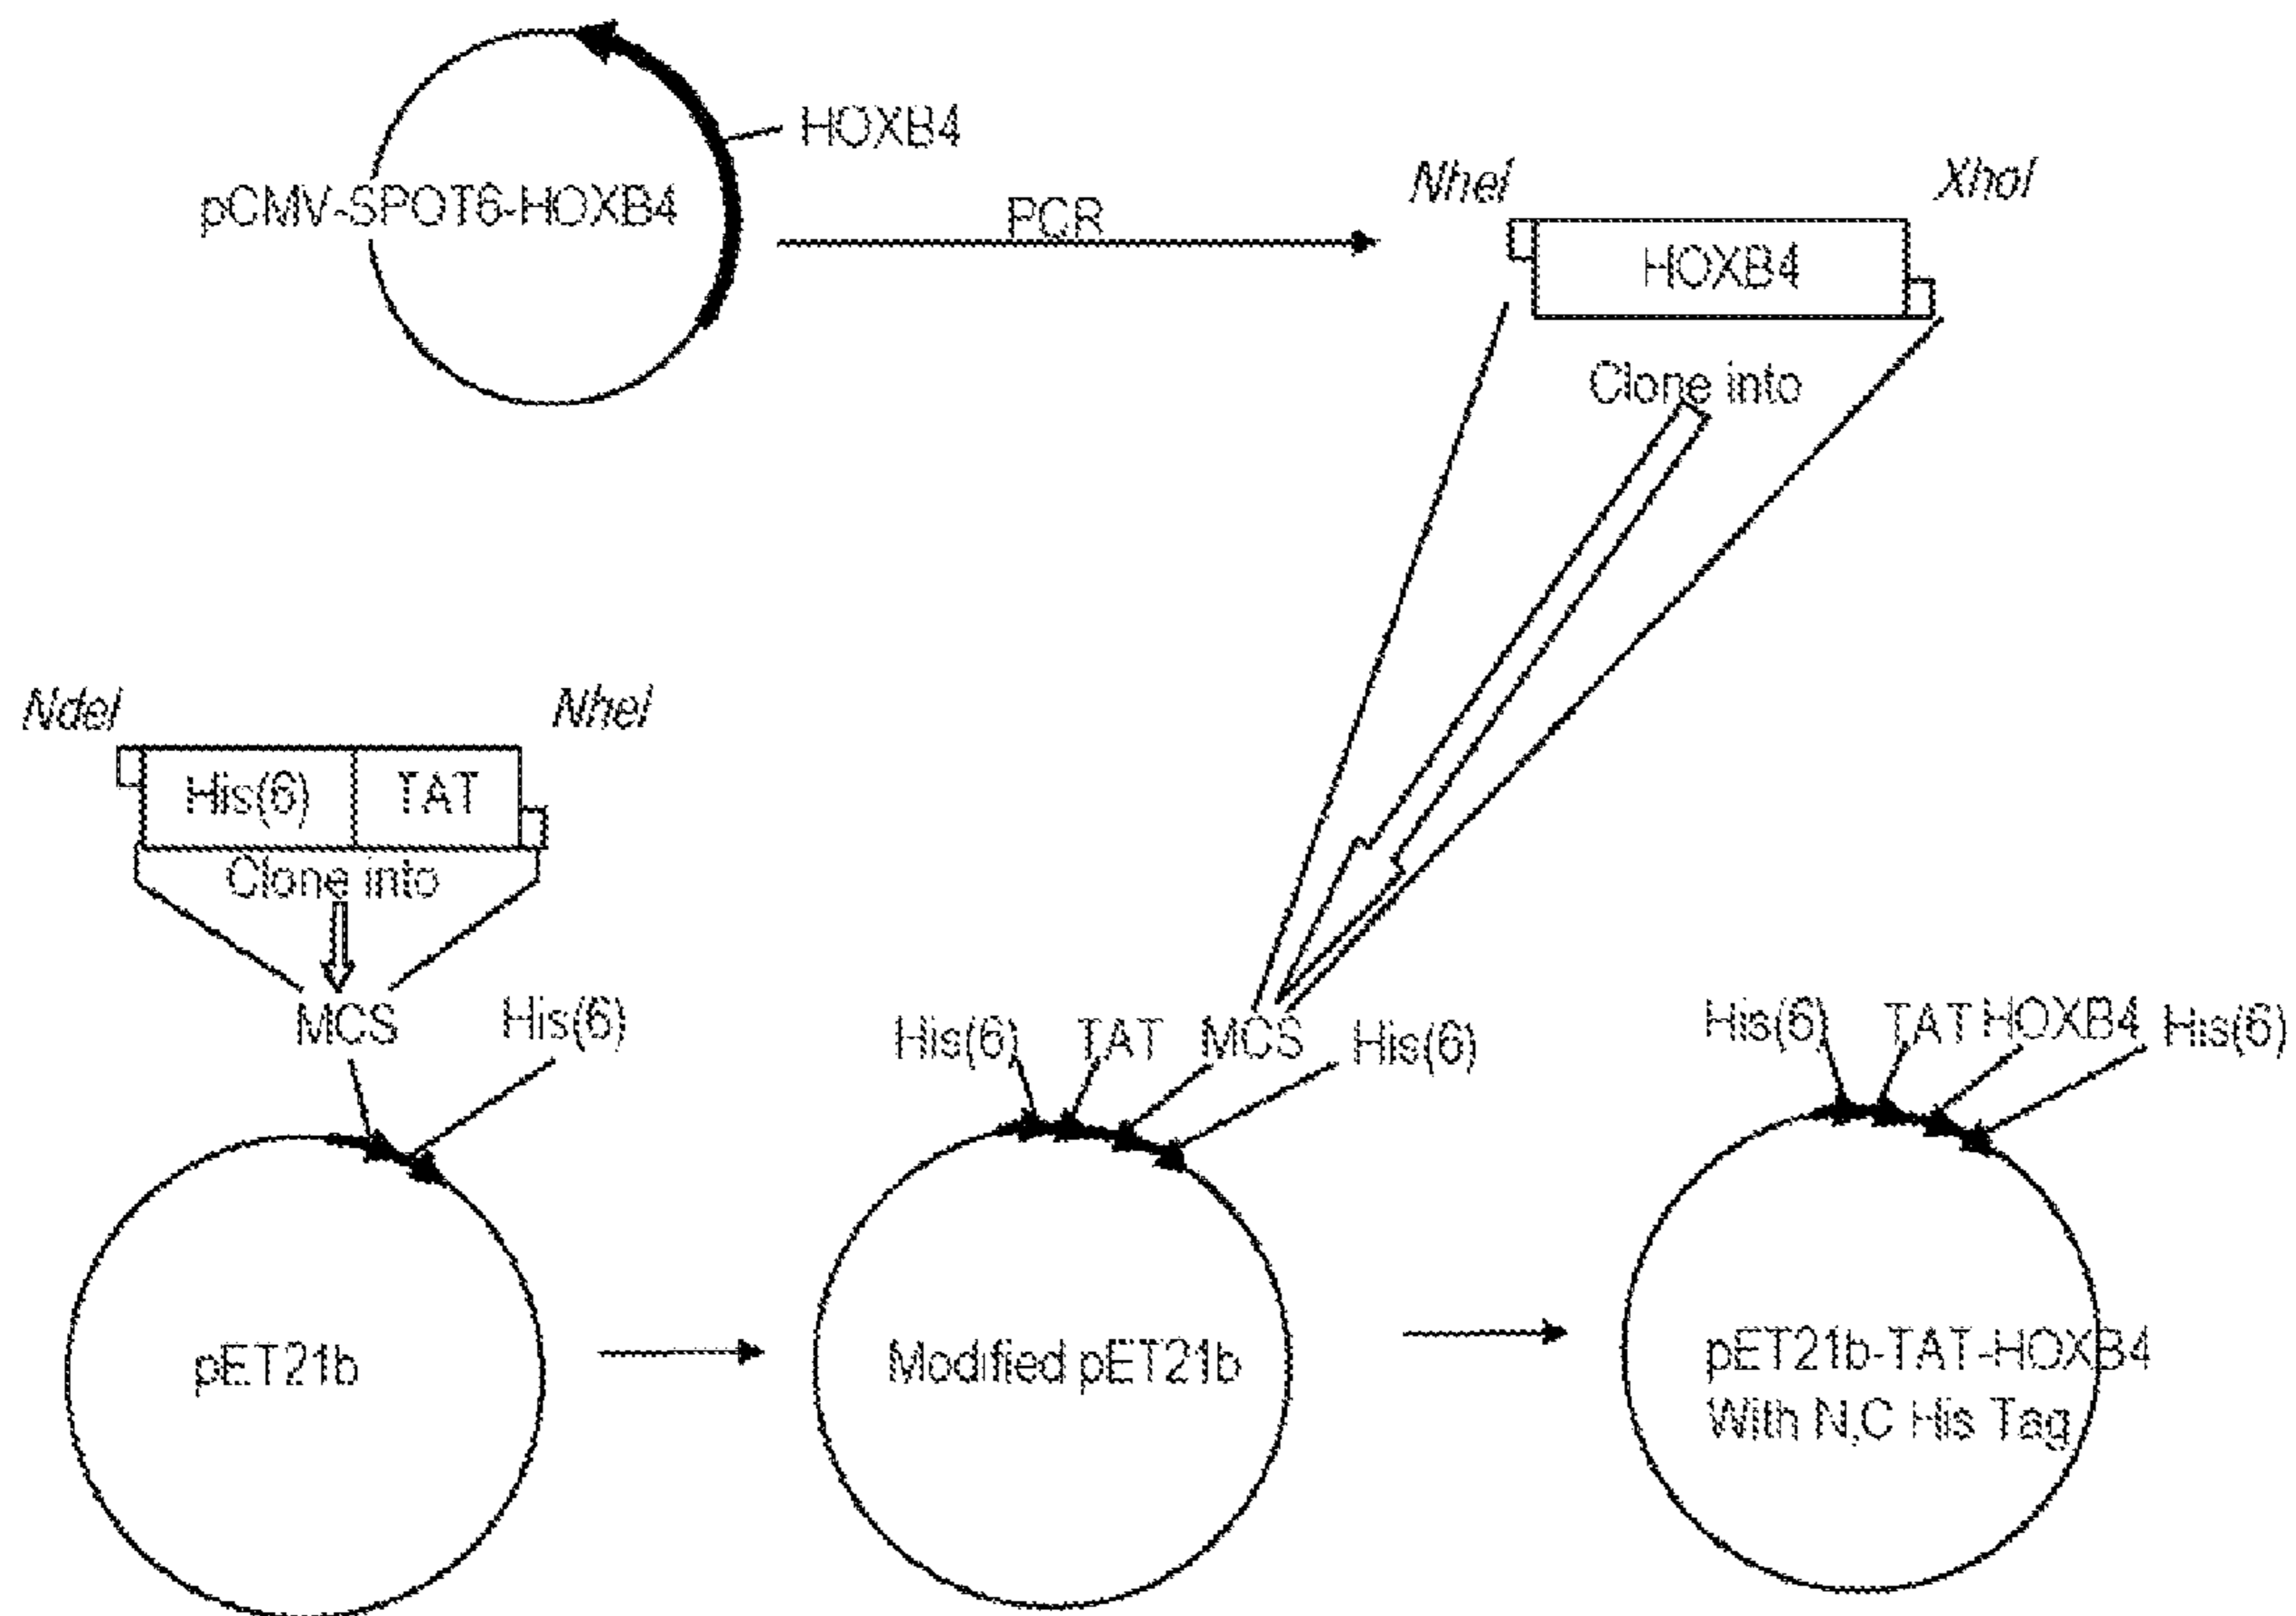 HOXB4
pCMV-SPOT6-HOXB4
PCR
NheI
XhoI
HOXB4
Clone into
NdeI
NheI
His(6)
TAT
Clone into
MCS
His(6)
His(6)
TAT
MCS
His(6)
His(6)
TAT
HOXB4
His(6)
pET21b
Modified pET21b
pET21b-TAT-HOXB4
With N,C His Tag